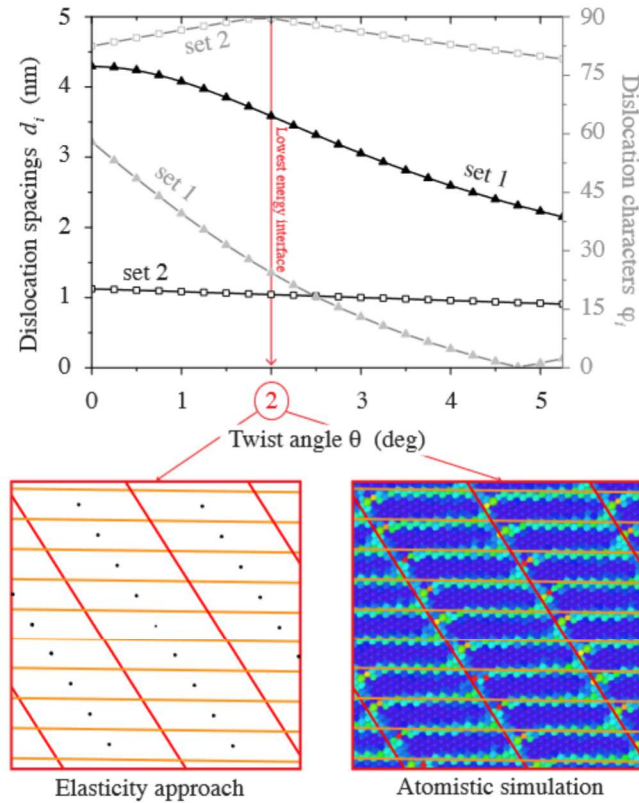 Dislocation spacings d_i (nm)
5
4
3
2
1
0
set 2
set 1
set 1
set 2
Lowest energy interface
90
75
60
45
30
15
0
Dislocation characters φ_i
0 1 2 3 4 5
Twist angle θ (deg)
Elasticity approach
Atomistic simulation